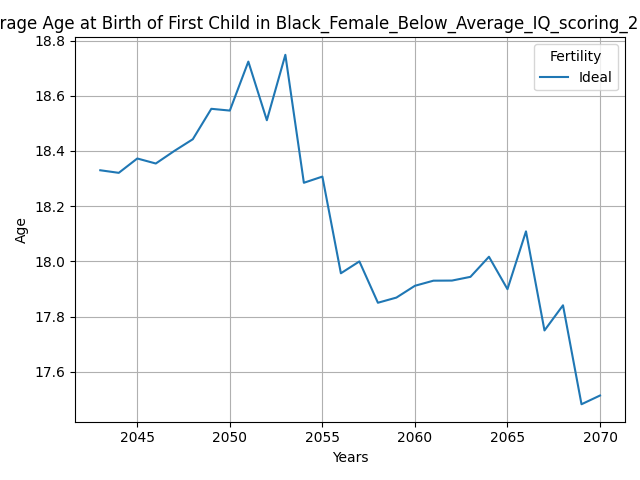 rage Age at Birth of First Child in Black_Female_Below_Average_IQ_scoring_2
18.8
18.6
18.4
18.2
18.0
17.8
17.6
Age
2045 2050 2055 2060 2065 2070
Years
Fertility
Ideal